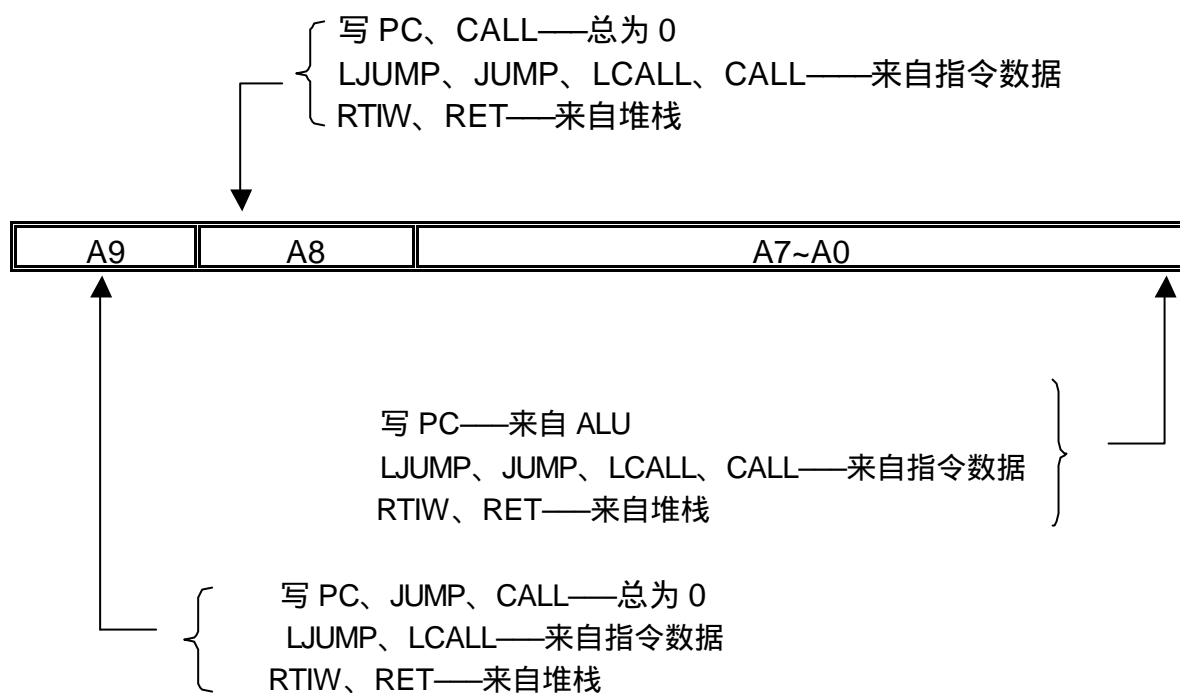 写 PC、CALL——总为 0
LJUMP、JUMP、LCALL、CALL——来自指令数据
RTIW、RET——来自堆栈
A9 A8 A7~A0
写 PC——来自 ALU
LJUMP、JUMP、LCALL、CALL——来自指令数据
RTIW、RET——来自堆栈
写 PC、JUMP、CALL——总为 0
LJUMP、LCALL——来自指令数据
RTIW、RET——来自堆栈